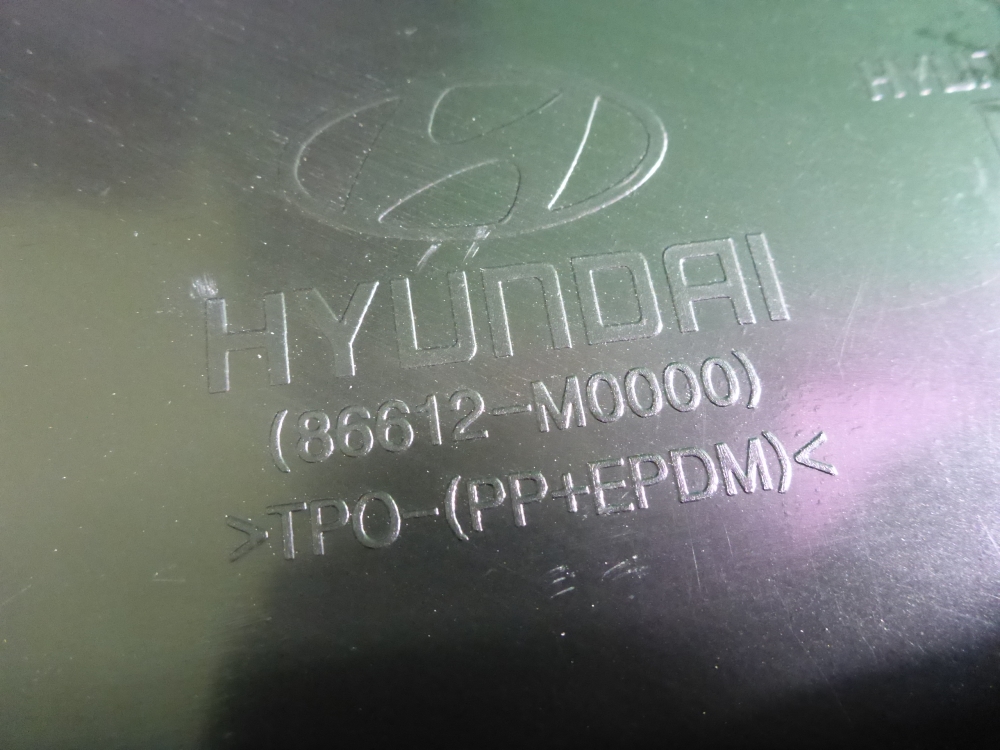 HYUNDAI
(86612-M0000)
>TPO-(PP+EPDM)<